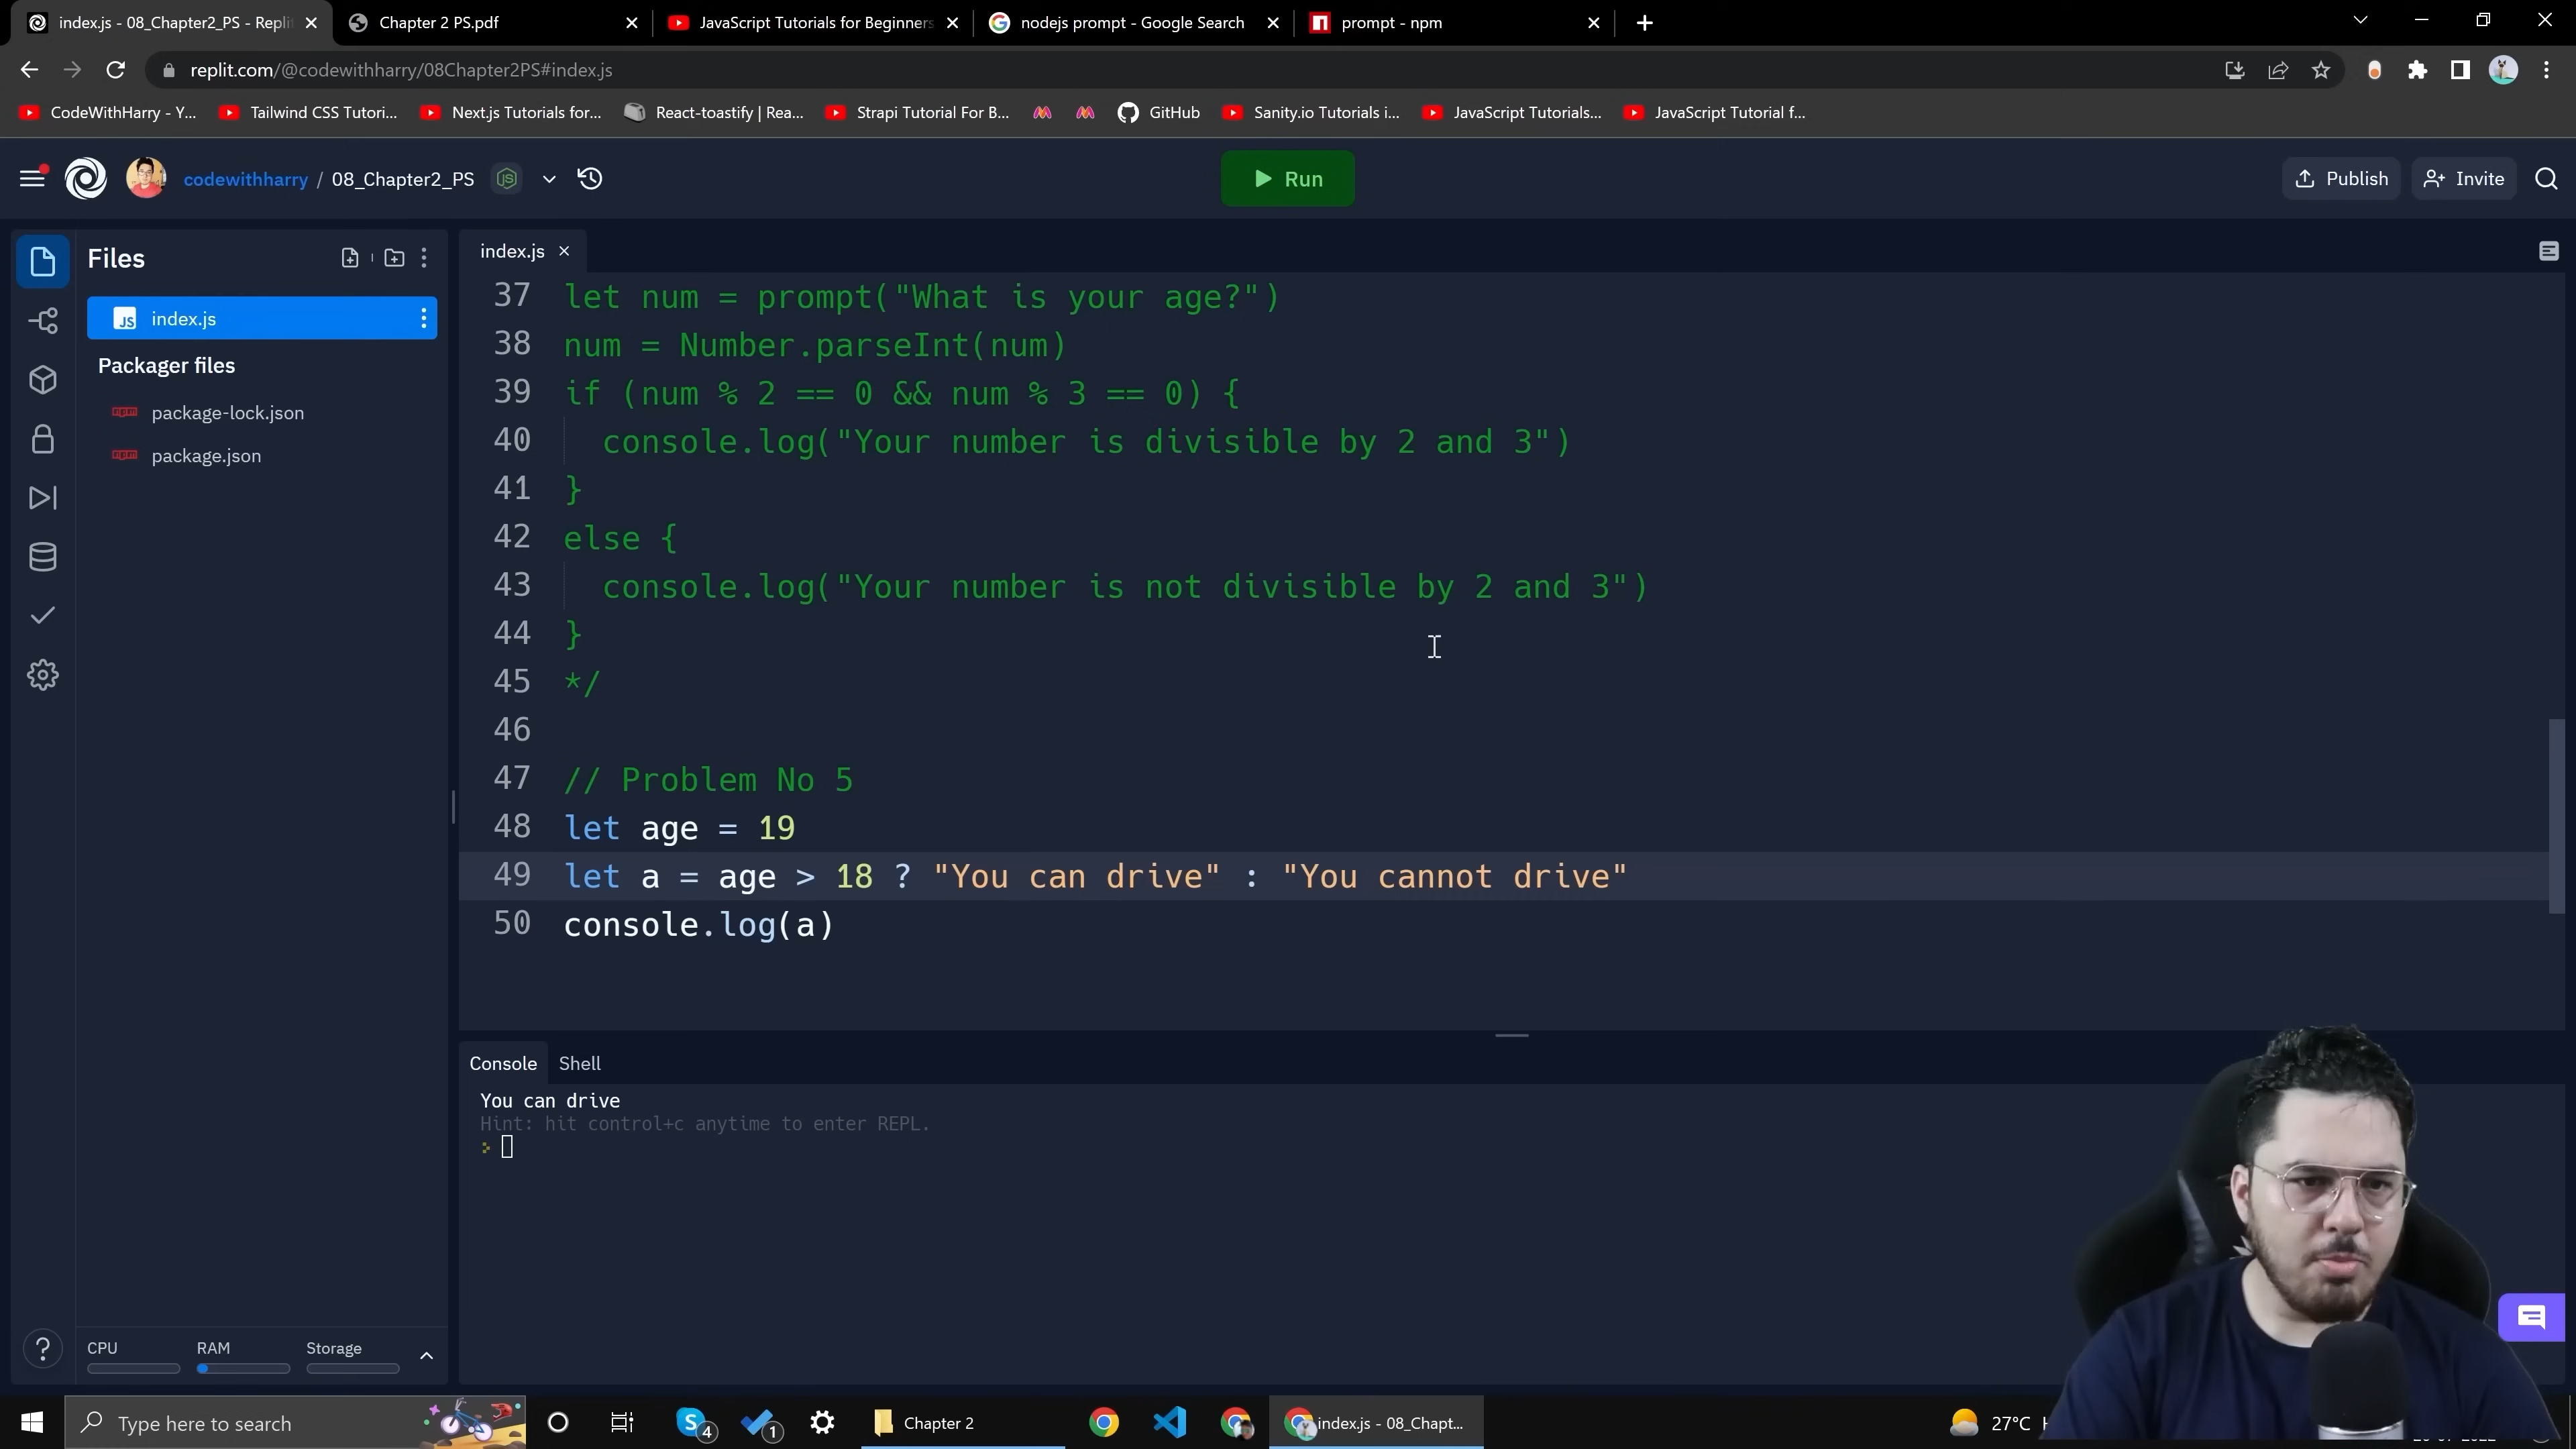 index.js - 08_Chapter2_PS - Replit
Chapter 2 PS.pdf
JavaScript Tutorials for Beginners
nodejs prompt - Google Search
prompt - npm
replit.com/@codewithharry/08Chapter2PS#index.js
CodeWithHarry - Y...
Tailwind CSS Tutori...
Next.js Tutorials for...
React-toastify | Rea...
Strapi Tutorial For B...
GitHub
Sanity.io Tutorials i...
JavaScript Tutorials...
JavaScript Tutorial f...
codewithharry / 08_Chapter2_PS
Run
Publish
Invite
Files
index.js
Packager files
package-lock.json
package.json
index.js
37 let num = prompt("What is your age?")
38 num = Number.parseInt(num)
39 if (num % 2 == 0 && num % 3 == 0) {
40 console.log("Your number is divisible by 2 and 3")
41 }
42 else {
43 console.log("Your number is not divisible by 2 and 3")
44 }
45 */
46
47 // Problem No 5
48 let age = 19
49 let a = age > 18 ? "You can drive" : "You cannot drive"
50 console.log(a)
Console
Shell
You can drive
Hint: hit control+c anytime to enter REPL.
CPU
RAM
Storage
Type here to search
4
1
Chapter 2
index.js - 08_Chapt...
27°C